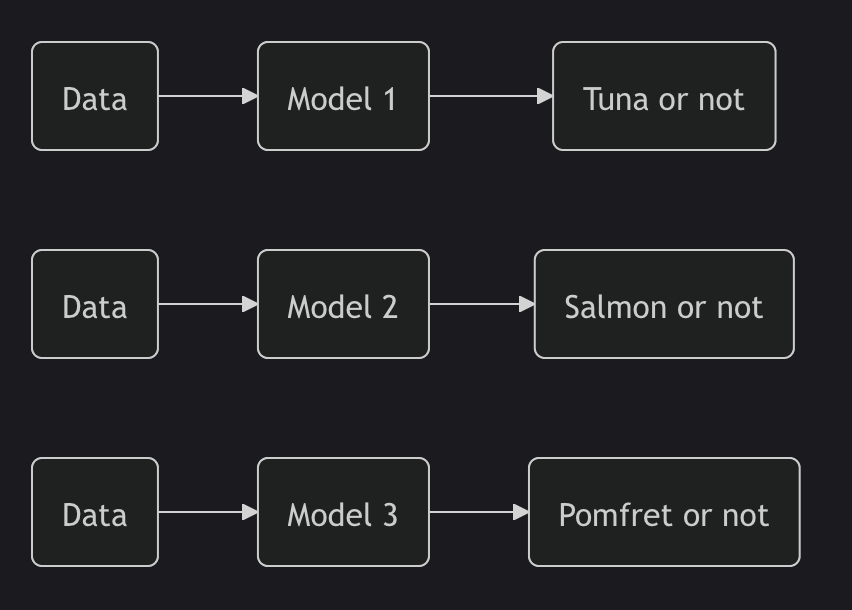 Data
Model 1
Tuna or not
Data
Model 2
Salmon or not
Data
Model 3
Pomfret or not